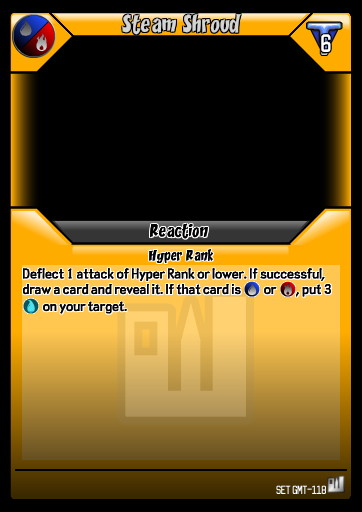 Steam Shroud
6
Reaction
Hyper Rank
Deflect 1 attack of Hyper Rank or lower. If successful,
draw a card and reveal it. If that card is or , put 3
on your target.
SET GMT-118